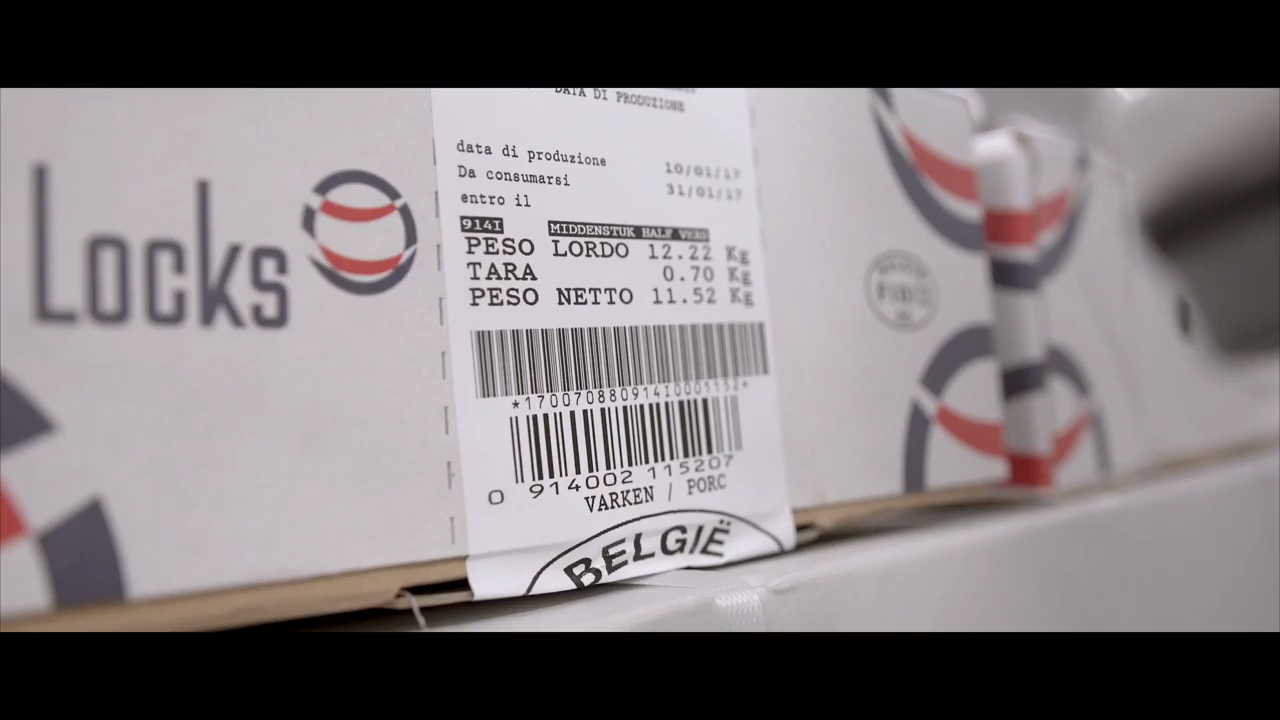 Locks
DATA DI PRODUZIONE
data di produzione 10/01/17
Da consumarsi 31/01/17
entro il
914I MIDDENSTUK HALF VERS
PESO LORDO 12.22 Kg
TARA 0.70 Kg
PESO NETTO 11.52 Kg
0 914002 115207
VARKEN / PORC
BELGIË